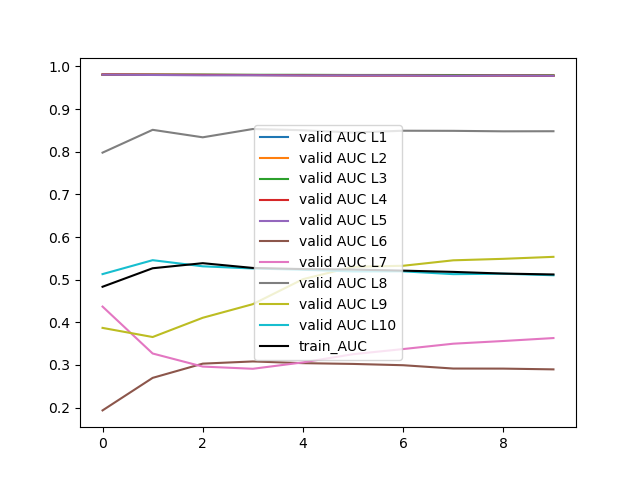 1.0
0.9
0.8
0.7
0.6
0.5
0.4
0.3
0.2
valid AUC L1
valid AUC L2
valid AUC L3
valid AUC L4
valid AUC L5
valid AUC L6
valid AUC L7
valid AUC L8
valid AUC L9
valid AUC L10
train_AUC
0 2 4 6 8